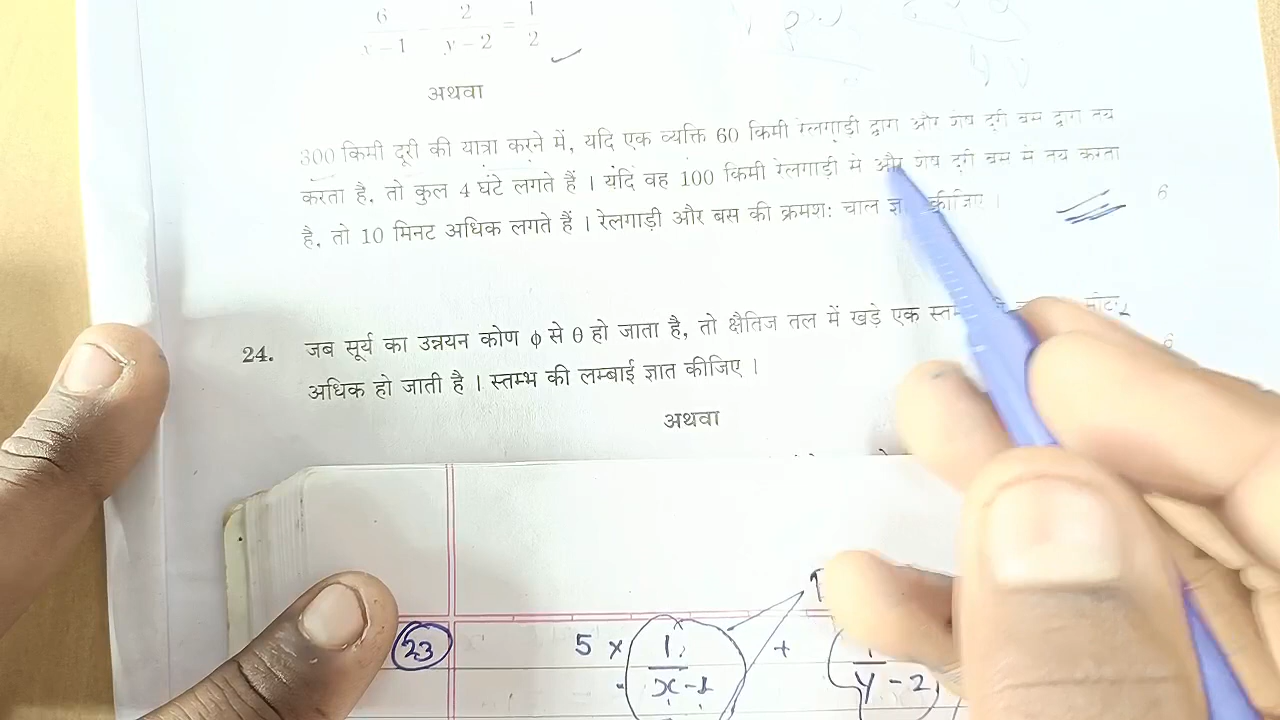 6 2 1
x – 1 y – 2 = 2
अथवा
300 किमी दूरी की यात्रा करने में, यदि एक व्यक्ति 60 किमी रेलगाड़ी द्वारा और शेष दूरी बस द्वारा तय
करता है, तो कुल 4 घंटे लगते हैं । यदि वह 100 किमी रेलगाड़ी से और शेष दूरी बस से तय करता
है, तो 10 मिनट अधिक लगते हैं । रेलगाड़ी और बस की क्रमश: चाल कीजिए । 6
24. जब सूर्य का उन्नयन कोण ϕ से θ हो जाता है, तो क्षैतिज तल में खड़े एक
अधिक हो जाती है । स्तम्भ की लम्बाई ज्ञात कीजिए । 6
अथवा
23 5 × 1 +
x – 1 y – 2